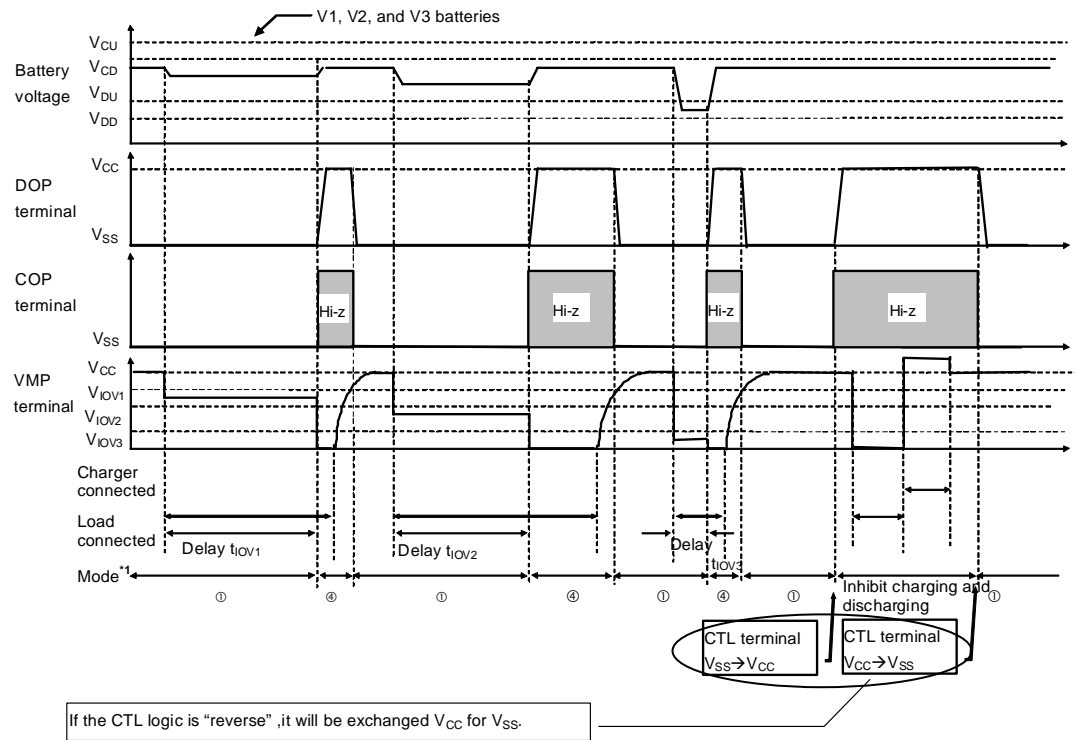 V1, V2, and V3 batteries
Battery voltage
VCU
VCD
VDU
VDD
DOP terminal
VCC
VSS
COP terminal
Hi-z
Hi-z
Hi-z
Hi-z
VSS
VMP terminal
VCC
VIOV1
VIOV2
VIOV3
Charger connected
Load connected
Delay tIOV1
Delay tIOV2
Delay
tIOV3
Mode*1
① ④ ① ④ ① ④ ① ①
Inhibit charging and discharging
CTL terminal
VSS→VCC
CTL terminal
VCC→VSS
If the CTL logic is “reverse” ,it will be exchanged VCC for VSS.